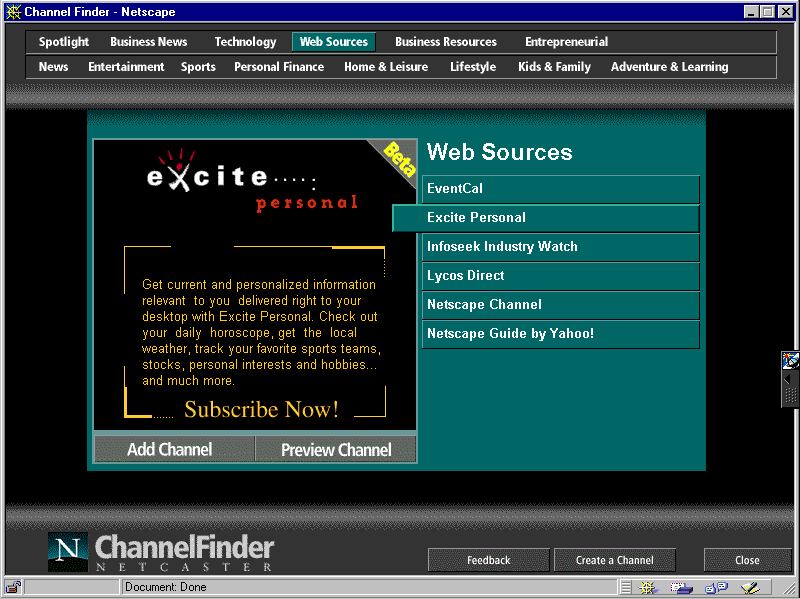 Channel Finder - Netscape
Spotlight Business News Technology Web Sources Business Resources Entrepreneurial
News Entertainment Sports Personal Finance Home & Leisure Lifestyle Kids & Family Adventure & Learning
excite.....:
personal
Beta
Get current and personalized information
relevant to you delivered right to your
desktop with Excite Personal. Check out
your daily horoscope, get the local
weather, track your favorite sports teams,
stocks, personal interests and hobbies...
and much more.
Subscribe Now!
Add Channel Preview Channel
Web Sources
EventCal
Excite Personal
Infoseek Industry Watch
Lycos Direct
Netscape Channel
Netscape Guide by Yahoo!
N ChannelFinder
NETCASTER
Feedback Create a Channel Close
Document: Done